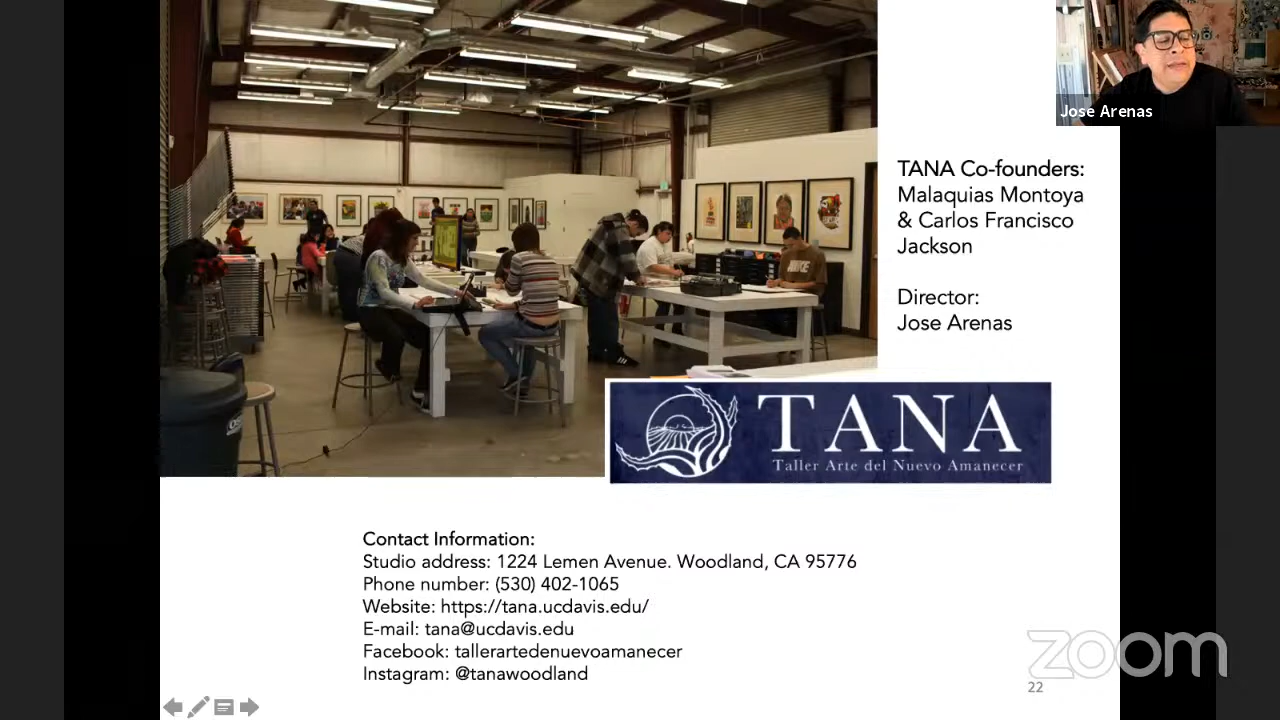 Jose Arenas
TANA Co-founders:
Malaquias Montoya
& Carlos Francisco
Jackson
Director:
Jose Arenas
NIKE
TANA
Taller Arte del Nuevo Amanecer
Contact Information:
Studio address: 1224 Lemen Avenue. Woodland, CA 95776
Phone number: (530) 402-1065
Website: https://tana.ucdavis.edu/
E-mail: tana@ucdavis.edu
Facebook: tallerartedenuevoamanecer
Instagram: @tanawoodland
zoom
22